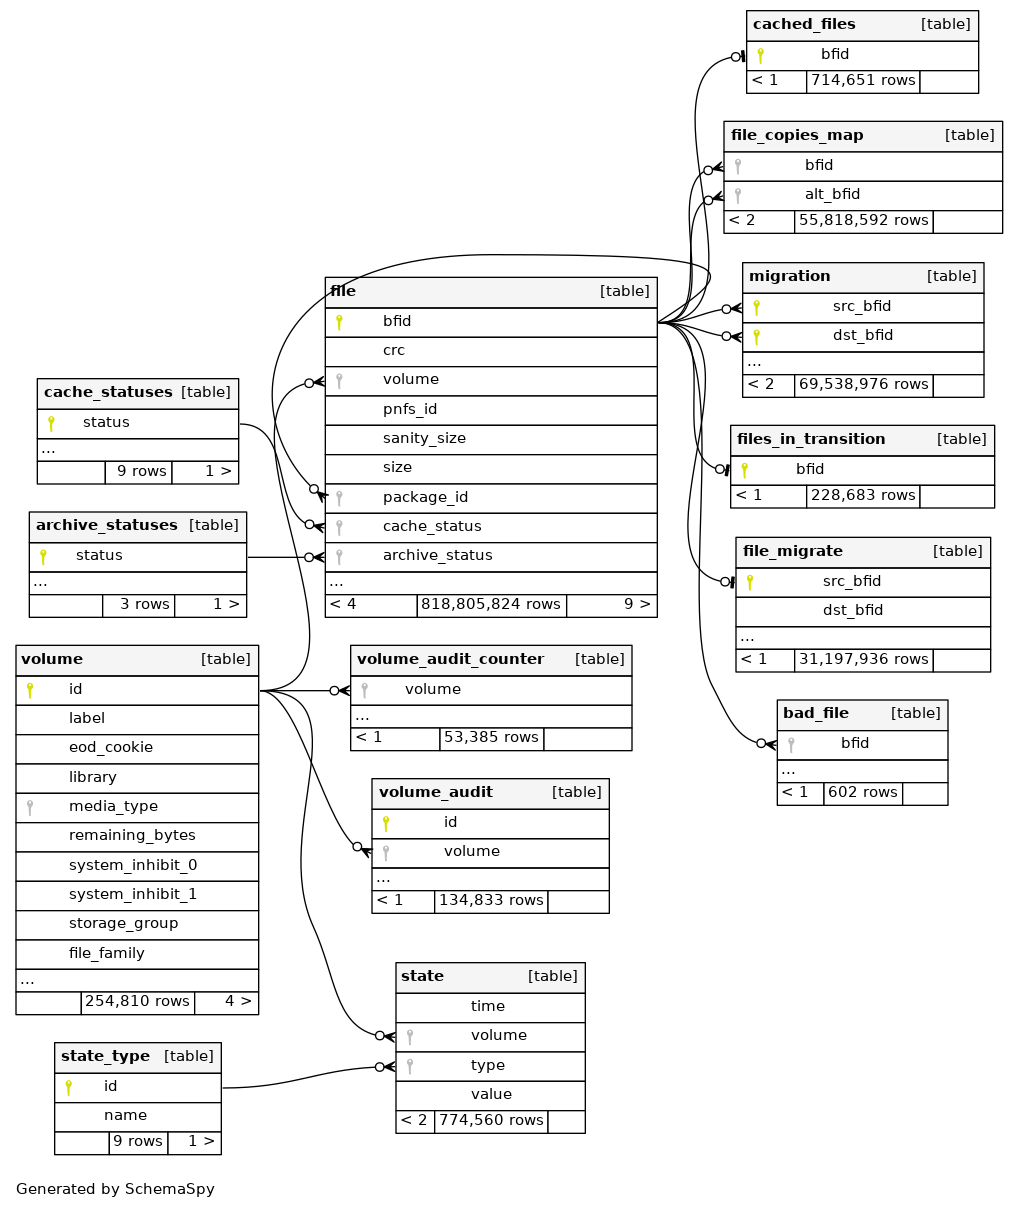 cached_files [table]
bfid
< 1 714,651 rows
file_copies_map [table]
bfid
alt_bfid
< 2 55,818,592 rows
migration [table]
src_bfid
dst_bfid
...
< 2 69,538,976 rows
file [table]
bfid
crc
volume
pnfs_id
sanity_size
size
package_id
cache_status
archive_status
...
< 4 818,805,824 rows 9 >
cache_statuses [table]
status
...
9 rows 1 >
files_in_transition [table]
bfid
< 1 228,683 rows
archive_statuses [table]
status
...
3 rows 1 >
file_migrate [table]
src_bfid
dst_bfid
...
< 1 31,197,936 rows
volume [table]
id
label
eod_cookie
library
media_type
remaining_bytes
system_inhibit_0
system_inhibit_1
storage_group
file_family
...
254,810 rows 4 >
volume_audit_counter [table]
volume
...
< 1 53,385 rows
bad_file [table]
bfid
...
< 1 602 rows
volume_audit [table]
id
volume
...
< 1 134,833 rows
state [table]
time
volume
type
value
< 2 774,560 rows
state_type [table]
id
name
9 rows 1 >
Generated by SchemaSpy